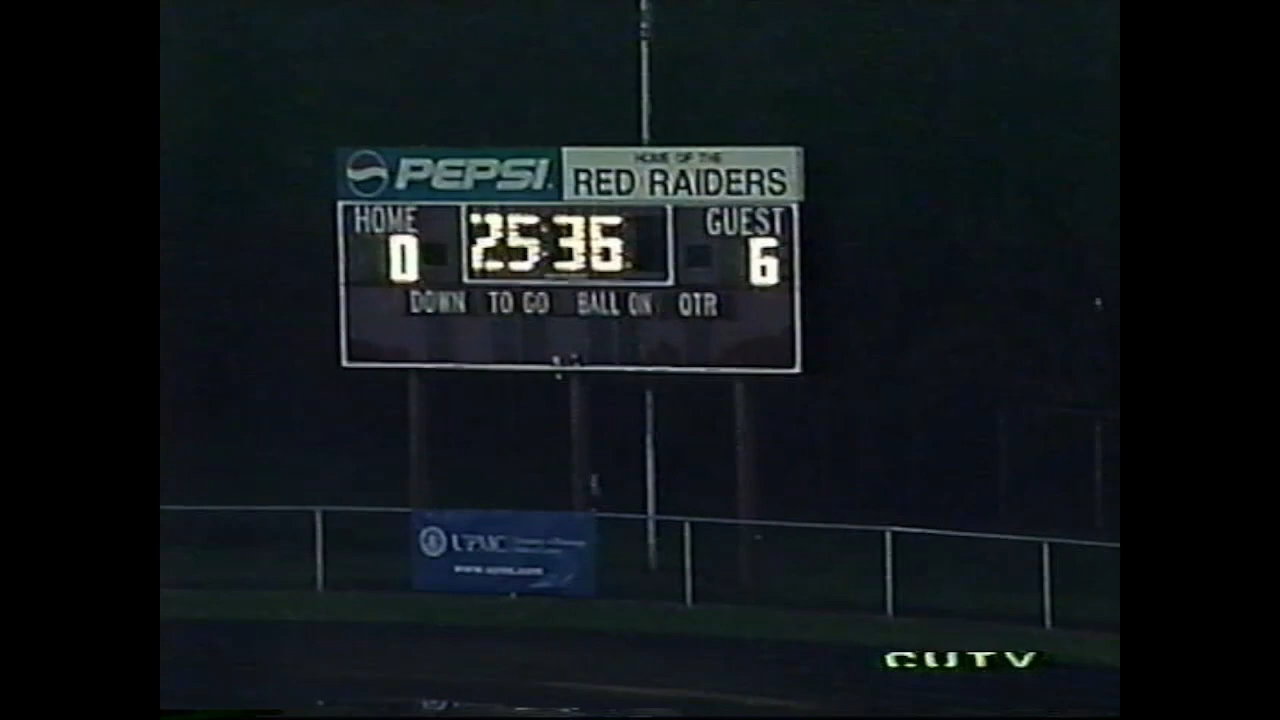 PEPSI
HOME OF THE
RED RAIDERS
HOME 25:36 GUEST
0 6
DOWN TO GO BALL ON QTR
UPMC
CUTV